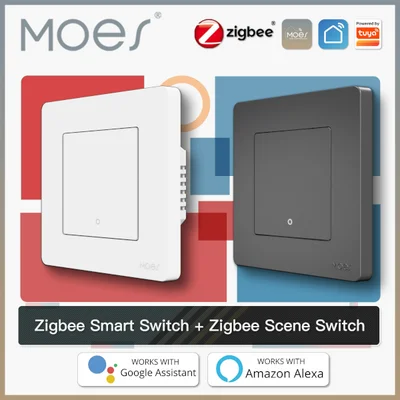 MOES
zigbee
MOES
Powered by
tuya
MOES
MOES
Zigbee Smart Switch + Zigbee Scene Switch
WORKS WITH
Google Assistant
WORKS WITH
Amazon Alexa